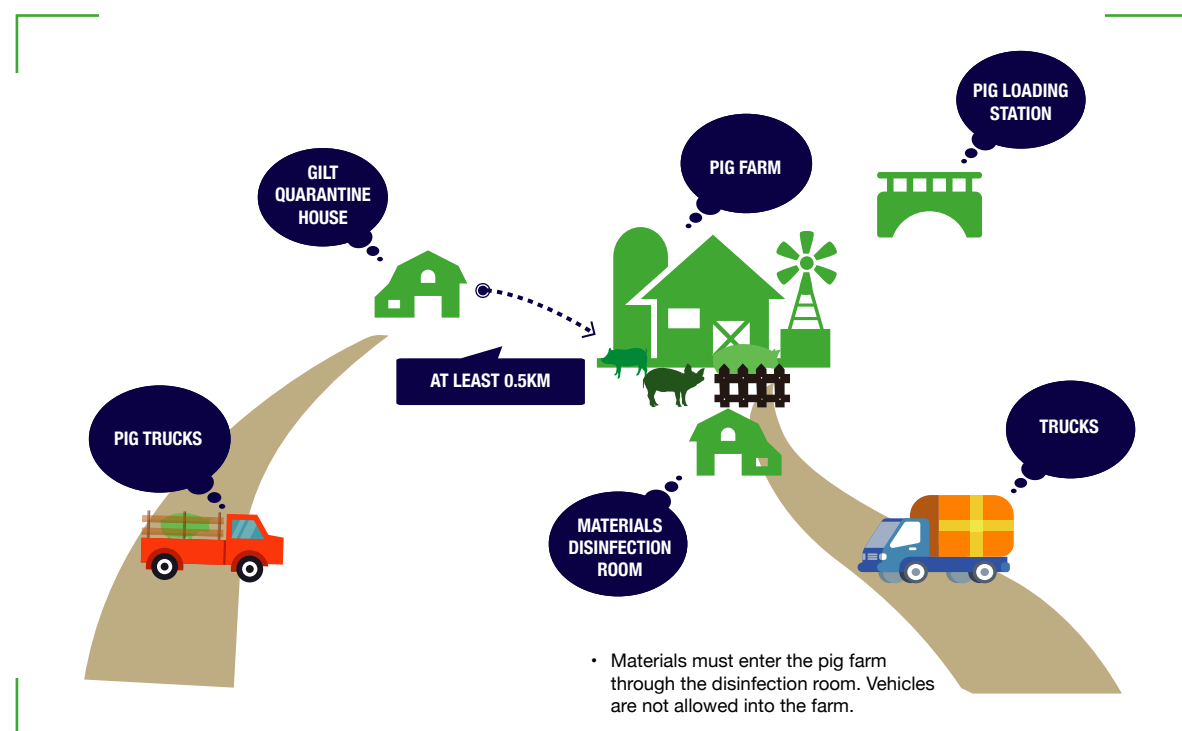 PIG LOADING
STATION
PIG FARM
GILT
QUARANTINE
HOUSE
AT LEAST 0.5KM
PIG TRUCKS
TRUCKS
MATERIALS
DISINFECTION
ROOM
• Materials must enter the pig farm
through the disinfection room. Vehicles
are not allowed into the farm.